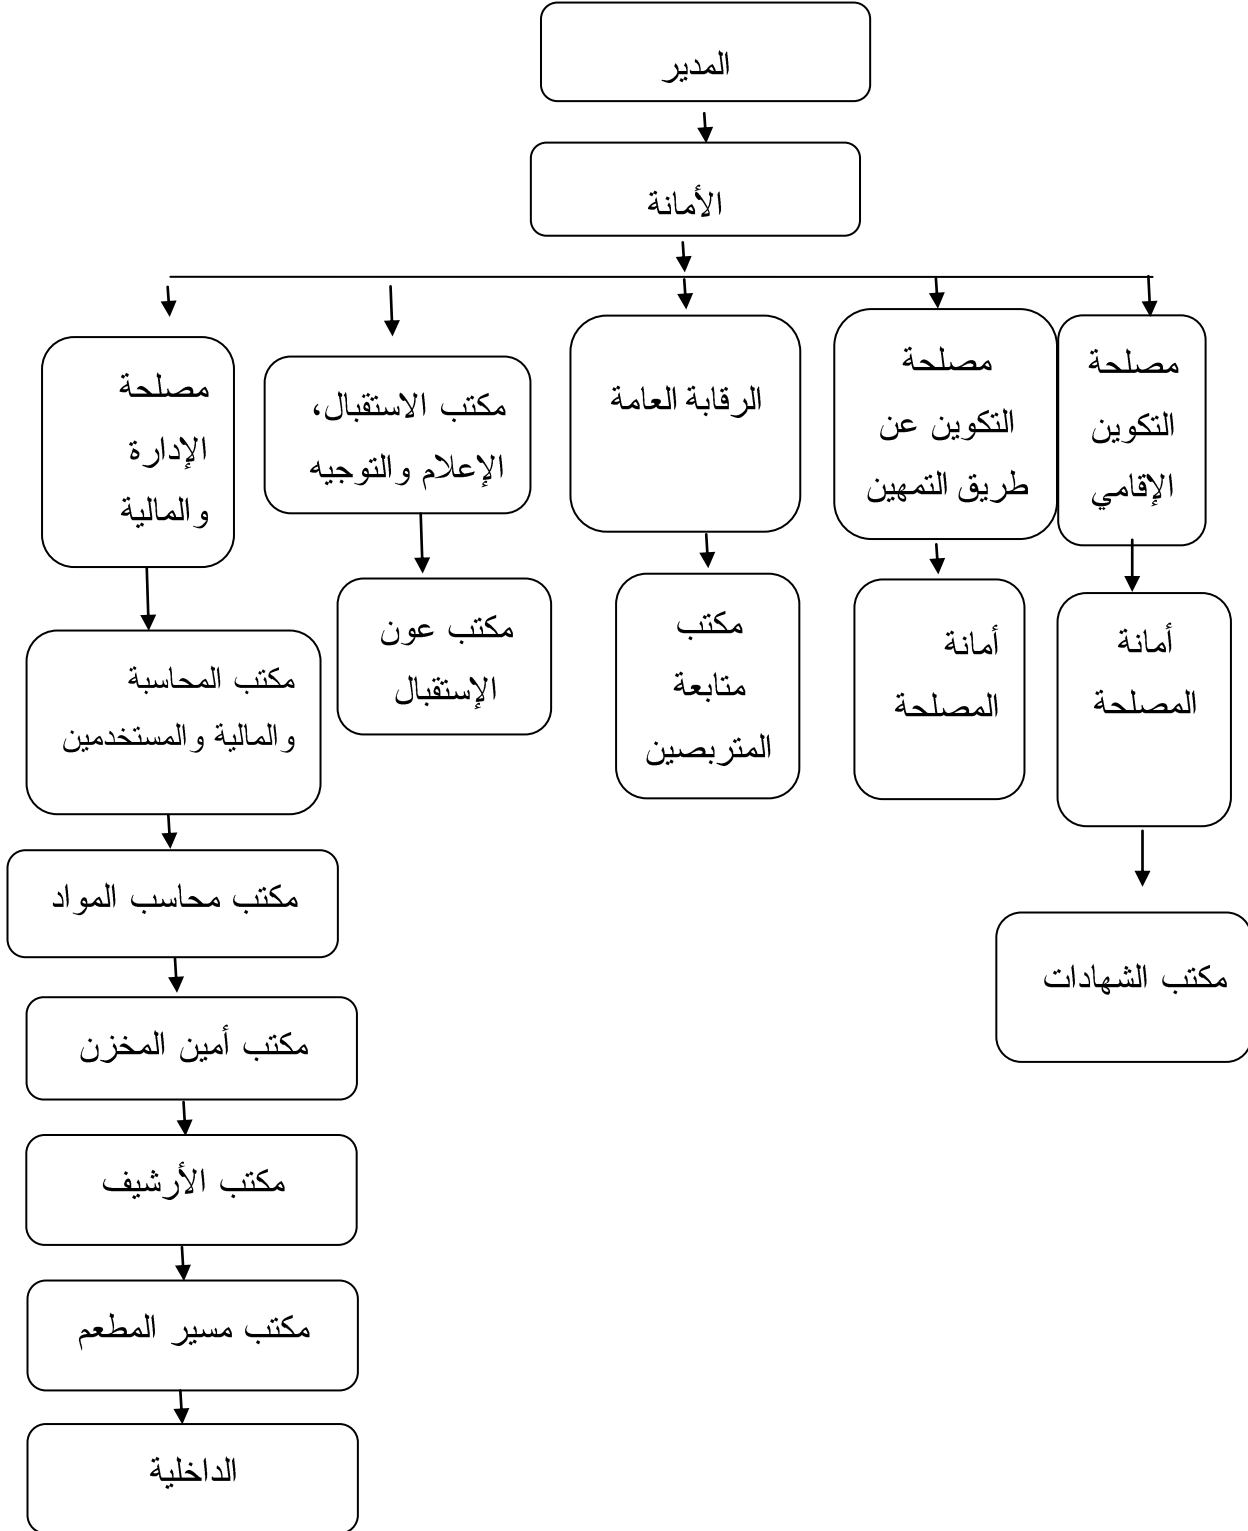 المدير
الأمانة
مصلحة
التكوين
الإقامي
مصلحة
التكوين عن
طريق التمهين
الرقابة العامة
مكتب الاستقبال،
الإعلام والتوجيه
مصلحة
الإدارة
والمالية
أمانة
المصلحة
أمانة
المصلحة
مكتب
متابعة
المتربصين
مكتب عون
الإستقبال
مكتب المحاسبة
والمالية والمستخدمين
مكتب الشهادات
مكتب محاسب المواد
مكتب أمين المخزن
مكتب الأرشيف
مكتب مسير المطعم
الداخلية